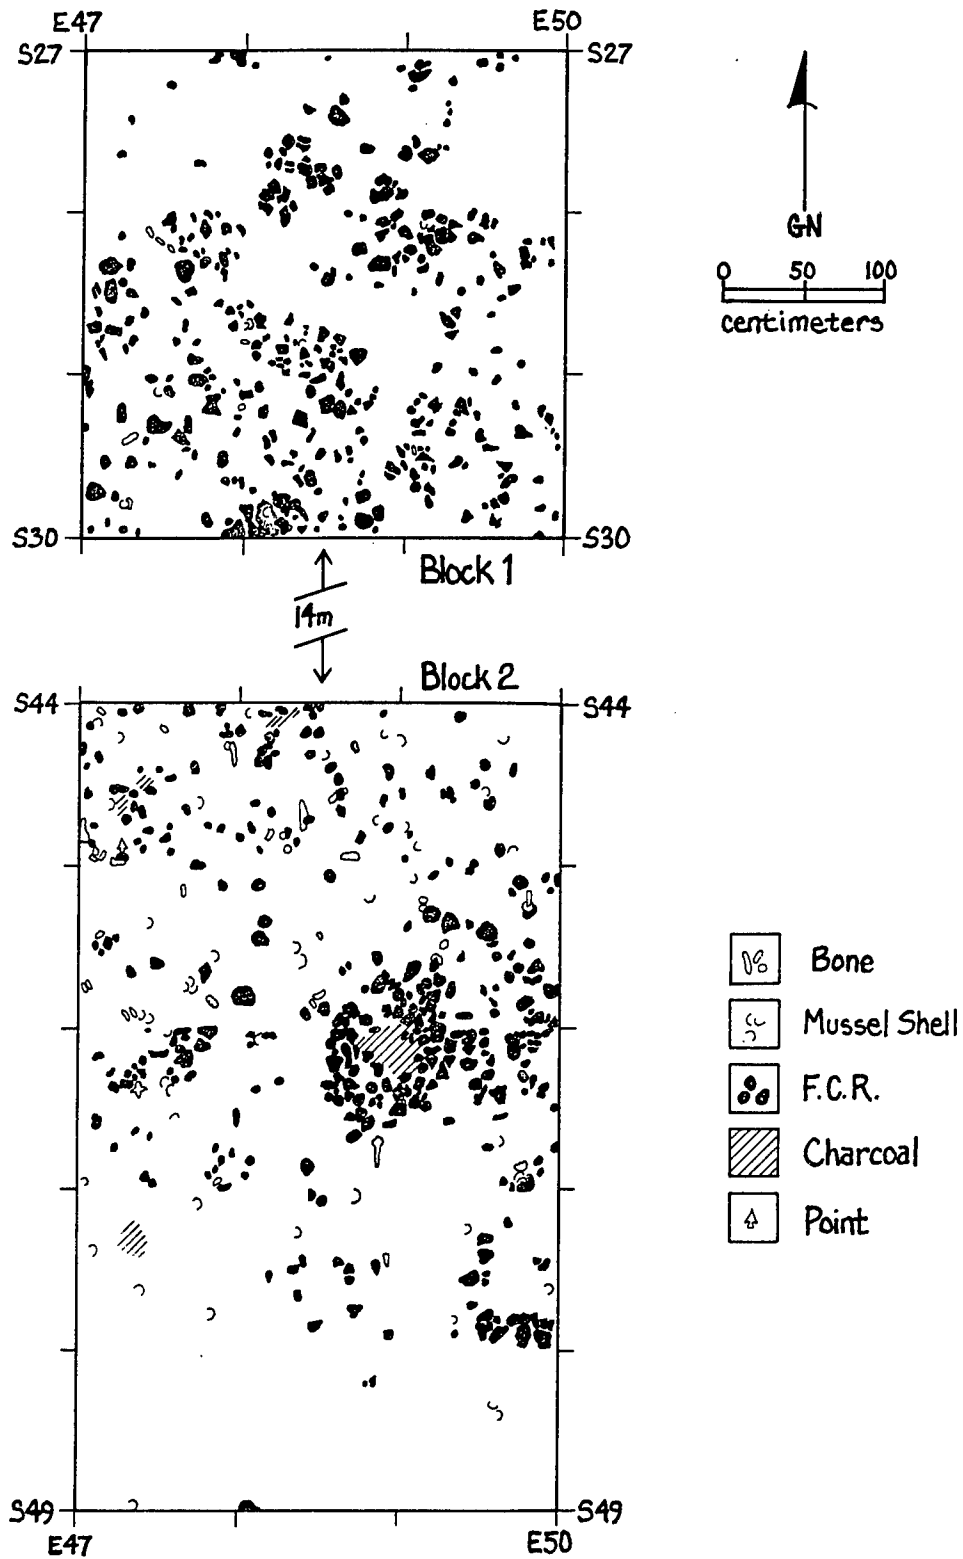 E47 E50
S27 S27
GN
0 50 100
centimeters
S30 S30
Block 1
14m
Block 2
S44 S44
Bone
Mussel Shell
F.C.R.
Charcoal
Point
S49 S49
E47 E50